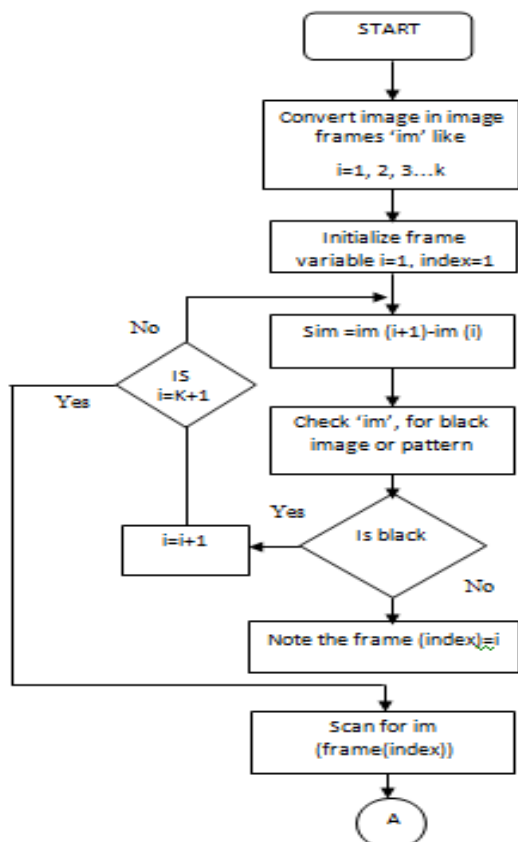 START
Convert image in image
frames ‘im’ like
i=1, 2, 3...k
Initialize frame
variable i=1, index=1
No
Sim =im (i+1)-im (i)
IS
i=K+1
Yes
Check ‘im’, for black
image or pattern
Yes
i=i+1
Is black
No
Note the frame (index)=i
Scan for im
(frame(index))
A